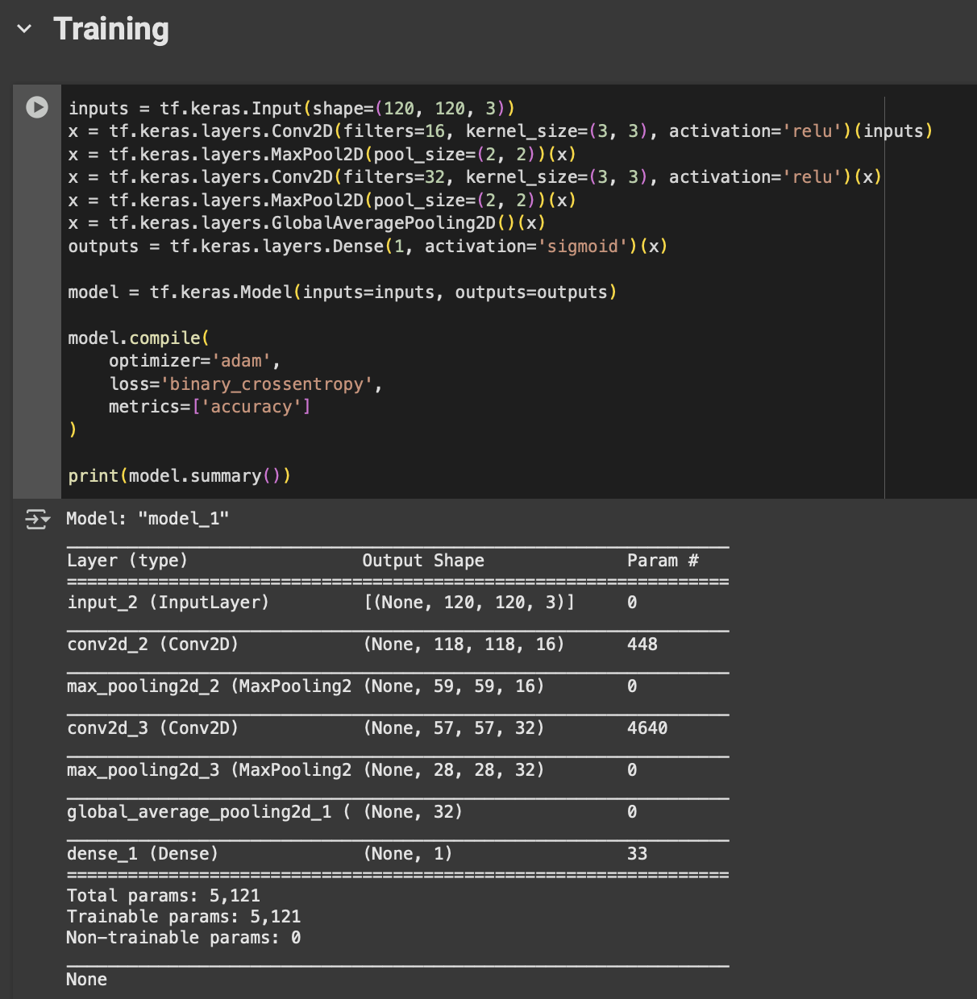 Training
inputs = tf.keras.Input(shape=(120, 120, 3))
x = tf.keras.layers.Conv2D(filters=16, kernel_size=(3, 3), activation='relu')(inputs)
x = tf.keras.layers.MaxPool2D(pool_size=(2, 2))(x)
x = tf.keras.layers.Conv2D(filters=32, kernel_size=(3, 3), activation='relu')(x)
x = tf.keras.layers.MaxPool2D(pool_size=(2, 2))(x)
x = tf.keras.layers.GlobalAveragePooling2D()(x)
outputs = tf.keras.layers.Dense(1, activation='sigmoid')(x)
model = tf.keras.Model(inputs=inputs, outputs=outputs)
model.compile(
    optimizer='adam',
    loss='binary_crossentropy',
    metrics=['accuracy']
)
print(model.summary())
Model: "model_1"
_________________________________________________________________
Layer (type)                 Output Shape              Param #
=================================================================
input_2 (InputLayer)         [(None, 120, 120, 3)]     0
_________________________________________________________________
conv2d_2 (Conv2D)            (None, 118, 118, 16)      448
_________________________________________________________________
max_pooling2d_2 (MaxPooling2 (None, 59, 59, 16)        0
_________________________________________________________________
conv2d_3 (Conv2D)            (None, 57, 57, 32)        4640
_________________________________________________________________
max_pooling2d_3 (MaxPooling2 (None, 28, 28, 32)        0
_________________________________________________________________
global_average_pooling2d_1 ( (None, 32)                0
_________________________________________________________________
dense_1 (Dense)              (None, 1)                 33
=================================================================
Total params: 5,121
Trainable params: 5,121
Non-trainable params: 0
_________________________________________________________________
None